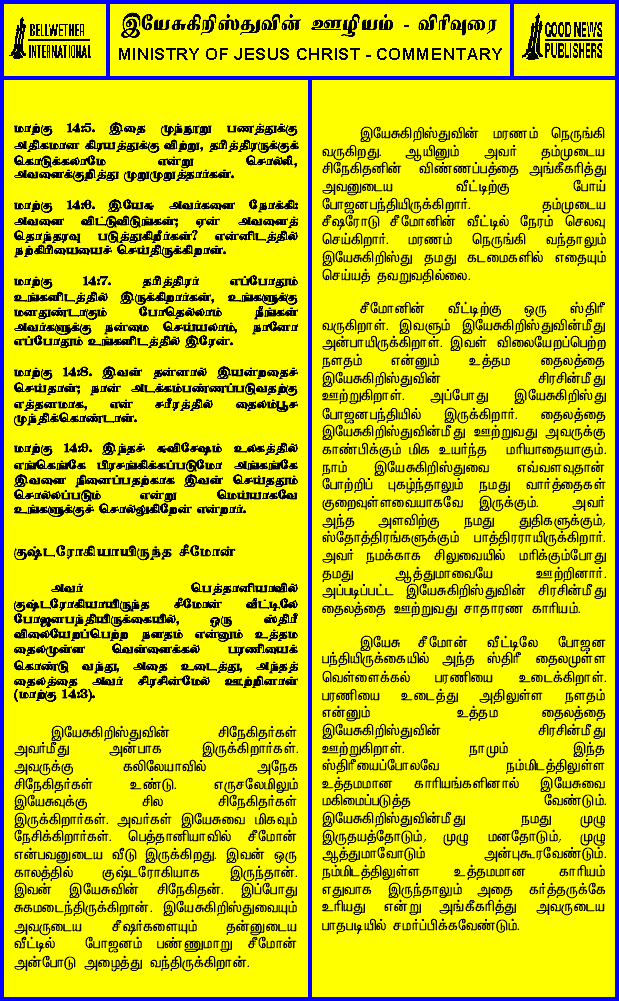 BELLWETHER
INTERNATIONAL
இயேசுகிறிஸ்துவின் ஊழியம் - விரிவுரை
MINISTRY OF JESUS CHRIST - COMMENTARY
GOOD NEWS
PUBLISHERS
மாற்கு 14:5. இதை முந்நூறு பணத்துக்கு
அதிகமான கிரயத்துக்கு விற்று, தரித்திரருக்குக்
கொடுக்கலாமே என்று சொல்லி,
அவளைக்குறித்து முறுமுறுத்தார்கள்.
மாற்கு 14:6. இயேசு அவர்களை நோக்கி:
அவளை விட்டுவிடுங்கள்; ஏன் அவளைத்
தொந்தரவு படுத்துகிறீர்கள்? என்னிடத்தில்
நற்கிரியையைச் செய்திருக்கிறாள்.
மாற்கு 14:7. தரித்திரர் எப்போதும்
உங்களிடத்தில் இருக்கிறார்கள், உங்களுக்கு
மனதுண்டாகும் போதெல்லாம் நீங்கள்
அவர்களுக்கு நன்மை செய்யலாம், நானோ
எப்போதும் உங்களிடத்தில் இரேன்.
மாற்கு 14:8. இவள் தன்னால் இயன்றதைச்
செய்தாள்; நான் அடக்கம்பண்ணப்படுவதற்கு
எத்தனமாக, என் சரீரத்தில் தைலம்பூச
முந்திக்கொண்டாள்.
மாற்கு 14:9. இந்தச் சுவிசேஷம் உலகத்தில்
எங்கெங்கே பிரசங்கிக்கப்படுமோ அங்கங்கே
இவளை நினைப்பதற்காக இவள் செய்ததும்
சொல்லப்படும் என்று மெய்யாகவே
உங்களுக்குச் சொல்லுகிறேன் என்றார்.
குஷ்டரோகியாயிருந்த சீமோன்
அவர் பெத்தானியாவில்
குஷ்டரோகியாயிருந்த சீமோன் வீட்டிலே
போஜனபந்தியிருக்கையில், ஒரு ஸ்திரீ
விலையேறப்பெற்ற நளதம் என்னும் உத்தம
தைலமுள்ள வெள்ளைக்கல் பரணியைக்
கொண்டு வந்து, அதை உடைத்து, அந்தத்
தைலத்தை அவர் சிரசின்மேல் ஊற்றினாள்
(மாற்கு 14:3).
இயேசுகிறிஸ்துவின் சிநேகிதர்கள்
அவர்மீது அன்பாக இருக்கிறார்கள்.
அவருக்கு கலிலேயாவில் அநேக
சிநேகிதர்கள் உண்டு. எருசலேமிலும்
இயேசுவுக்கு சில சிநேகிதர்கள்
இருக்கிறார்கள். அவர்கள் இயேசுவை மிகவும்
நேசிக்கிறார்கள். பெத்தானியாவில் சீமோன்
என்பவனுடைய வீடு இருக்கிறது. இவன் ஒரு
காலத்தில் குஷ்டரோகியாக இருந்தான்.
இவன் இயேசுவின் சிநேகிதன். இப்போது
சுகமடைந்திருக்கிறான். இயேசுகிறிஸ்துவையும்
அவருடைய சீஷர்களையும் தன்னுடைய
வீட்டில் போஜனம் பண்ணுமாறு சீமோன்
அன்போடு அழைத்து வந்திருக்கிறான்.
இயேசுகிறிஸ்துவின் மரணம் நெருங்கி
வருகிறது. ஆயினும் அவர் தம்முடைய
சிநேகிதனின் விண்ணப்பத்தை அங்கீகரித்து
அவனுடைய வீட்டிற்கு போய்
போஜனபந்தியிருக்கிறார். தம்முடைய
சீஷரோடு சீமோனின் வீட்டில் நேரம் செலவு
செய்கிறார். மரணம் நெருங்கி வந்தாலும்
இயேசுகிறிஸ்து தமது கடமைகளில் எதையும்
செய்யத் தவறுவதில்லை.
சீமோனின் வீட்டிற்கு ஒரு ஸ்திரீ
வருகிறாள். இவளும் இயேசுகிறிஸ்துவின்மீது
அன்பாயிருக்கிறாள். இவள் விலையேறப்பெற்ற
நளதம் என்னும் உத்தம தைலத்தை
இயேசுகிறிஸ்துவின் சிரசின்மீது
ஊற்றுகிறாள். அப்போது இயேசுகிறிஸ்து
போஜனபந்தியில் இருக்கிறார். தைலத்தை
இயேசுகிறிஸ்துவின்மீது ஊற்றுவது அவருக்கு
காண்பிக்கும் மிக உயர்ந்த மரியாதையாகும்.
நாம் இயேசுகிறிஸ்துவை எவ்வளவுதான்
போற்றிப் புகழ்ந்தாலும் நமது வார்த்தைகள்
குறைவுள்ளவையாகவே இருக்கும். அவர்
அந்த அளவிற்கு நமது துதிகளுக்கும்,
ஸ்தோத்திரங்களுக்கும் பாத்திரராயிருக்கிறார்.
அவர் நமக்காக சிலுவையில் மரிக்கும்போது
தமது ஆத்துமாவையே ஊற்றினார்.
அப்படிப்பட்ட இயேசுகிறிஸ்துவின் சிரசின்மீது
தைலத்தை ஊற்றுவது சாதாரண காரியம்.
இயேசு சீமோன் வீட்டிலே போஜன
பந்தியிருக்கையில் அந்த ஸ்திரீ தைலமுள்ள
வெள்ளைக்கல் பரணியை உடைக்கிறாள்.
பரணியை உடைத்து அதிலுள்ள நளதம்
என்னும் உத்தம தைலத்தை
இயேசுகிறிஸ்துவின் சிரசின்மீது
ஊற்றுகிறாள். நாமும் இந்த
ஸ்திரீயைப்போலவே நம்மிடத்திலுள்ள
உத்தமமான காரியங்களினால் இயேசுவை
மகிமைப்படுத்த வேண்டும்.
இயேசுகிறிஸ்துவின்மீது நமது முழு
இருதயத்தோடும், முழு மனதோடும், முழு
ஆத்துமாவோடும் அன்புகூரவேண்டும்.
நம்மிடத்திலுள்ள உத்தமமான காரியம்
எதுவாக இருந்தாலும் அதை கர்த்தருக்கே
உரியது என்று அங்கீகரித்து அவருடைய
பாதபடியில் சமர்ப்பிக்கவேண்டும்.